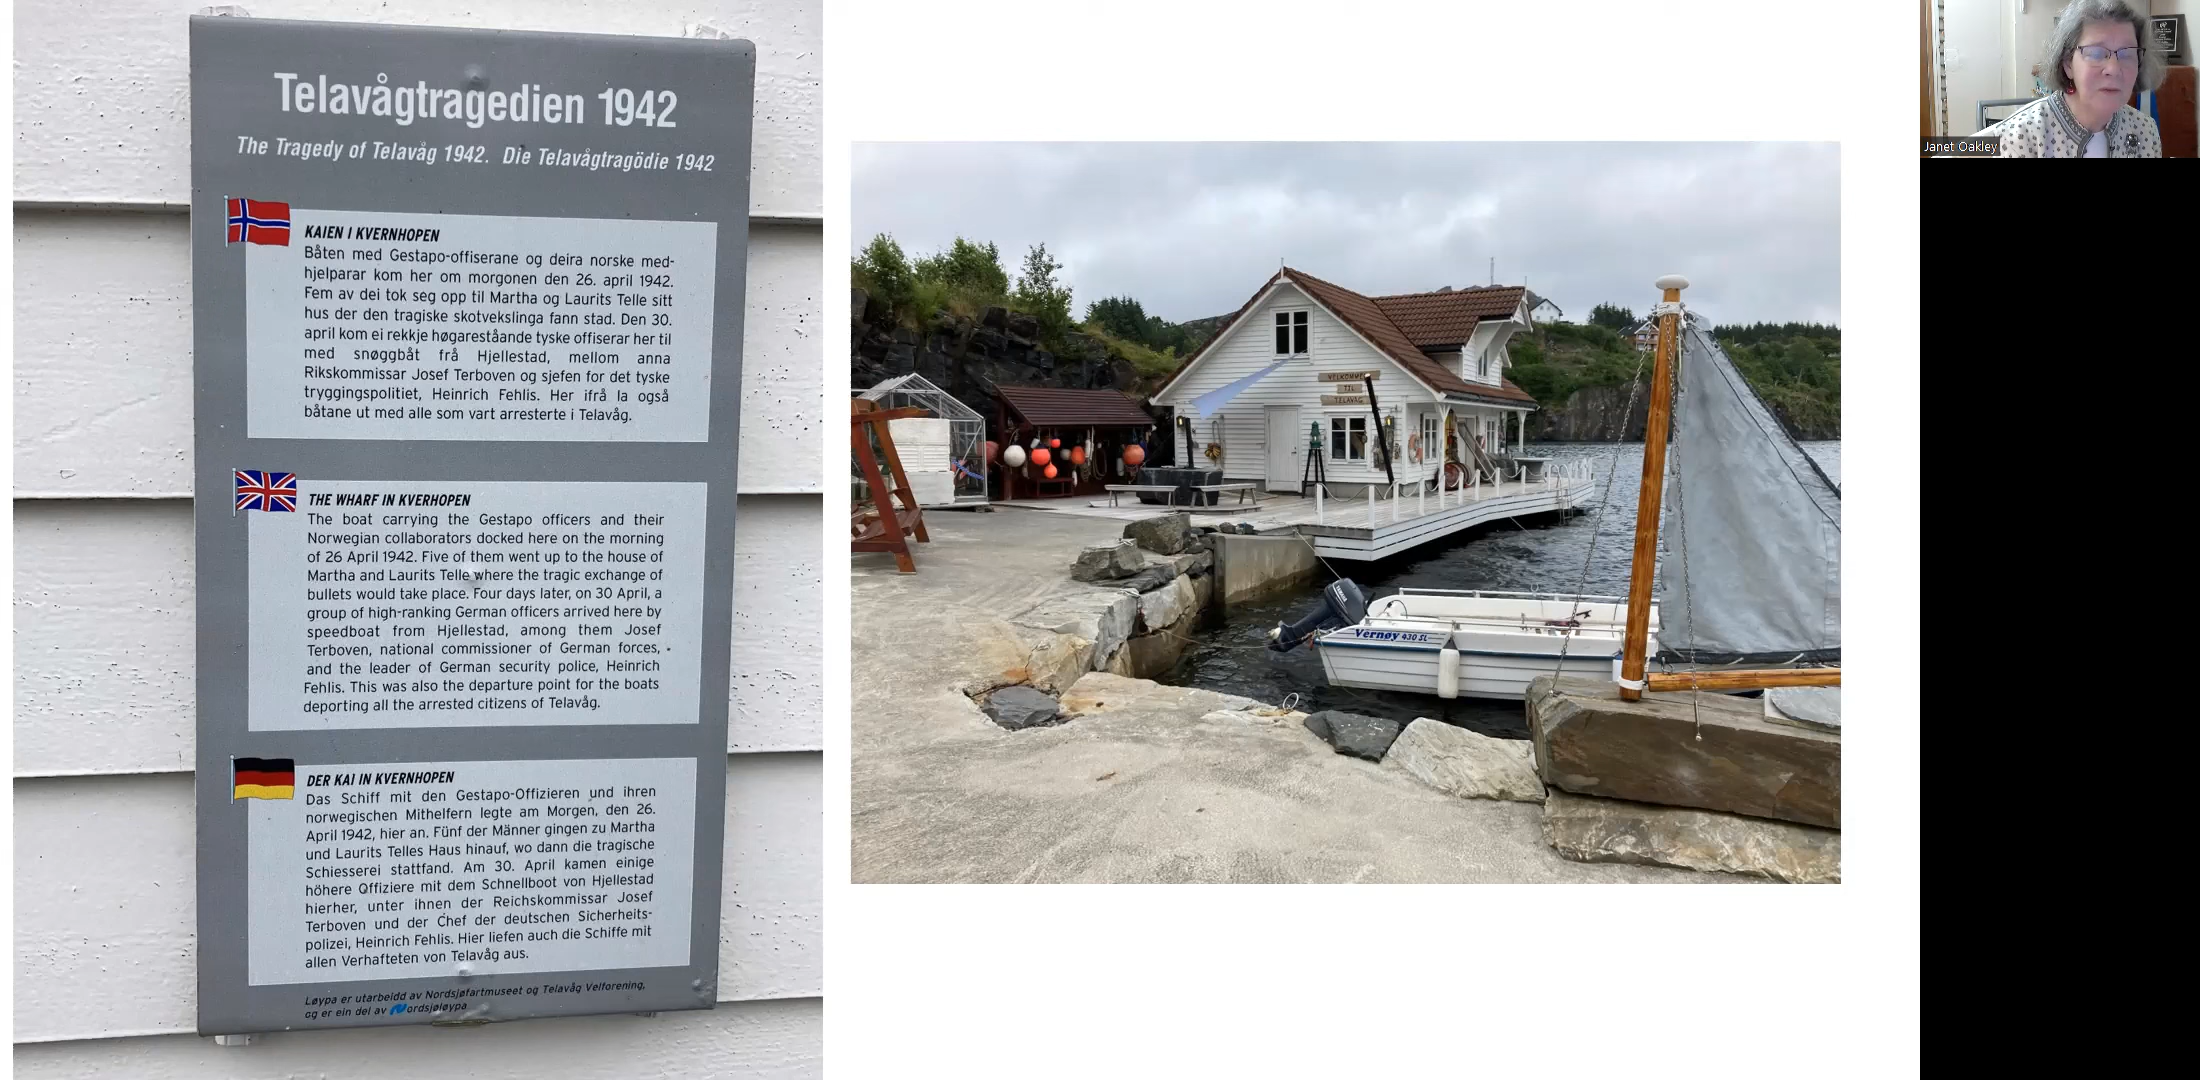 Telavågtragedien 1942
The Tragedy of Telavåg 1942. Die Telavågtragödie 1942
KAIEN I KVERNHOPEN
Båten med Gestapo-offiserane og deira norske med-
hjelparar kom her om morgonen den 26. april 1942.
Fem av dei tok seg opp til Martha og Laurits Telle sitt
hus der den tragiske skotvekslinga fann stad. Den 30.
april kom ei rekkje høgareståande tyske offiserar her til
med snøggbåt frå Hjellestad, mellom anna
Rikskommissar Josef Terboven og sjefen for det tyske
tryggingspolitiet, Heinrich Fehlis. Her ifrå la også
båtane ut med alle som vart arresterte i Telavåg.
THE WHARF IN KVERHOPEN
The boat carrying the Gestapo officers and their
Norwegian collaborators docked here on the morning
of 26 April 1942. Five of them went up to the house of
Martha and Laurits Telle where the tragic exchange of
bullets would take place. Four days later, on 30 April, a
group of high-ranking German officers arrived here by
speedboat from Hjellestad, among them Josef
Terboven, national commissioner of German forces,
and the leader of German security police, Heinrich
Fehlis. This was also the departure point for the boats
deporting all the arrested citizens of Telavåg.
DER KAI IN KVERNHOPEN
Das Schiff mit den Gestapo-Offizieren und ihren
norwegischen Mithelfern legte am Morgen, den 26.
April 1942, hier an. Fünf der Männer gingen zu Martha
und Laurits Telles Haus hinauf, wo dann die tragische
Schiesserei stattfand. Am 30. April kamen einige
höhere Offiziere mit dem Schnellboot von Hjellestad
hierher, unter ihnen der Reichskommissar Josef
Terboven und der Chef der deutschen Sicherheits-
polizei, Heinrich Fehlis. Hier liefen auch die Schiffe mit
allen Verhafteten von Telavåg aus.
Løypa er utarbeidd av Nordsjøfartmuseet og Telavåg Velforening,
og er ein del av Nordsjøløypa
VELKOMMEN
TIL
TELAVÅG
Vernøy 430 SL
Janet Oakley